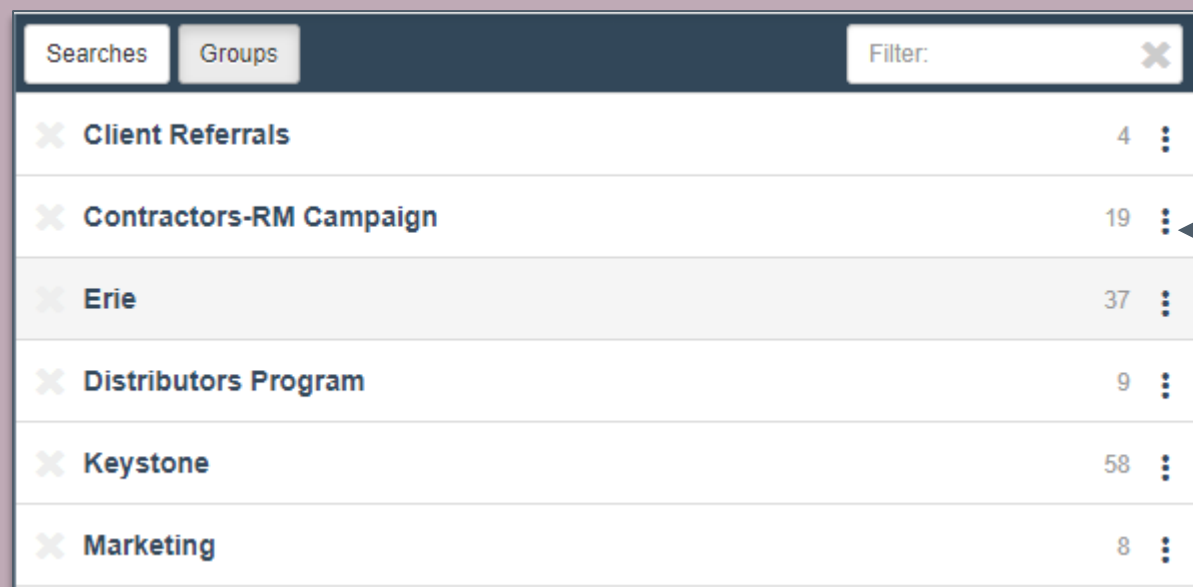 Searches Groups Filter:
Client Referrals 4
Contractors-RM Campaign 19
Erie 37
Distributors Program 9
Keystone 58
Marketing 8